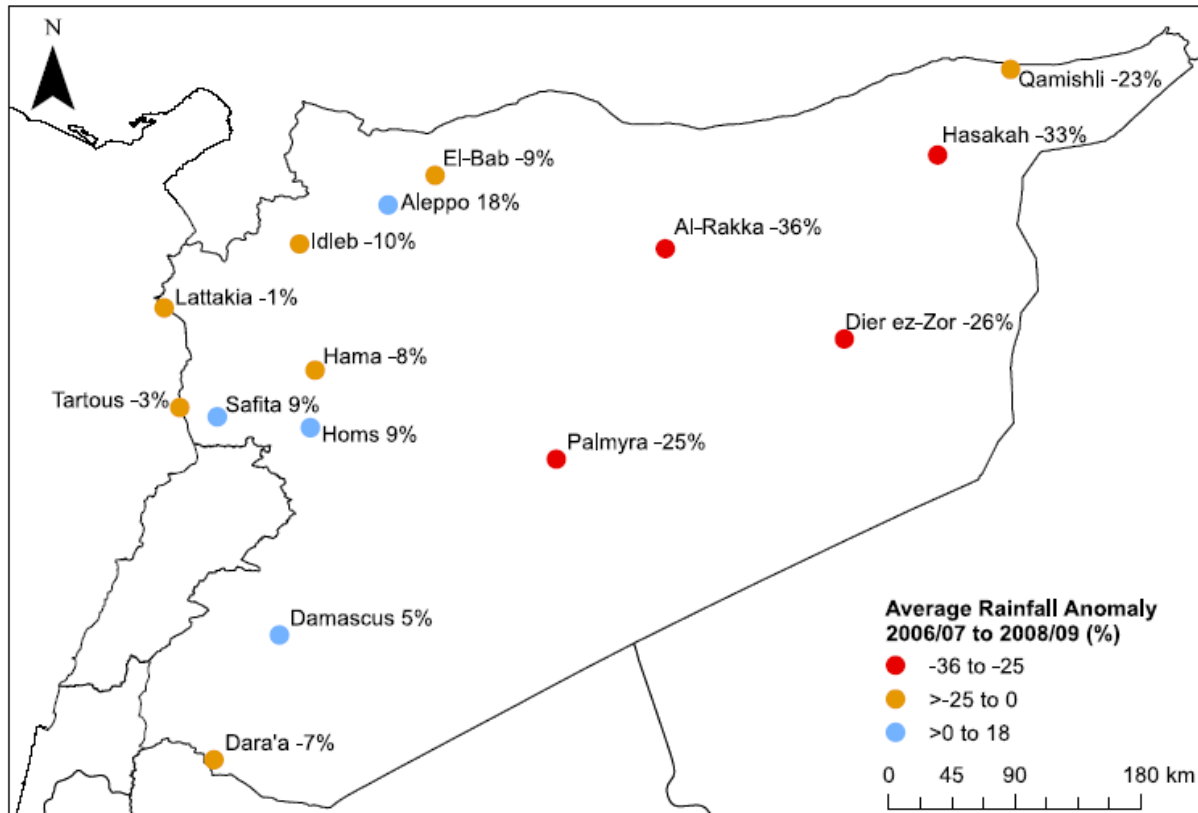 N
Qamishli -23%
Hasakah -33%
El-Bab -9%
Aleppo 18%
Al-Rakka -36%
Idleb -10%
Lattakia -1%
Dier ez-Zor -26%
Hama -8%
Tartous -3%
Safita 9%
Homs 9%
Palmyra -25%
Damascus 5%
Dara'a -7%
Average Rainfall Anomaly
2006/07 to 2008/09 (%)
-36 to -25
>-25 to 0
>0 to 18
0 45 90 180 km